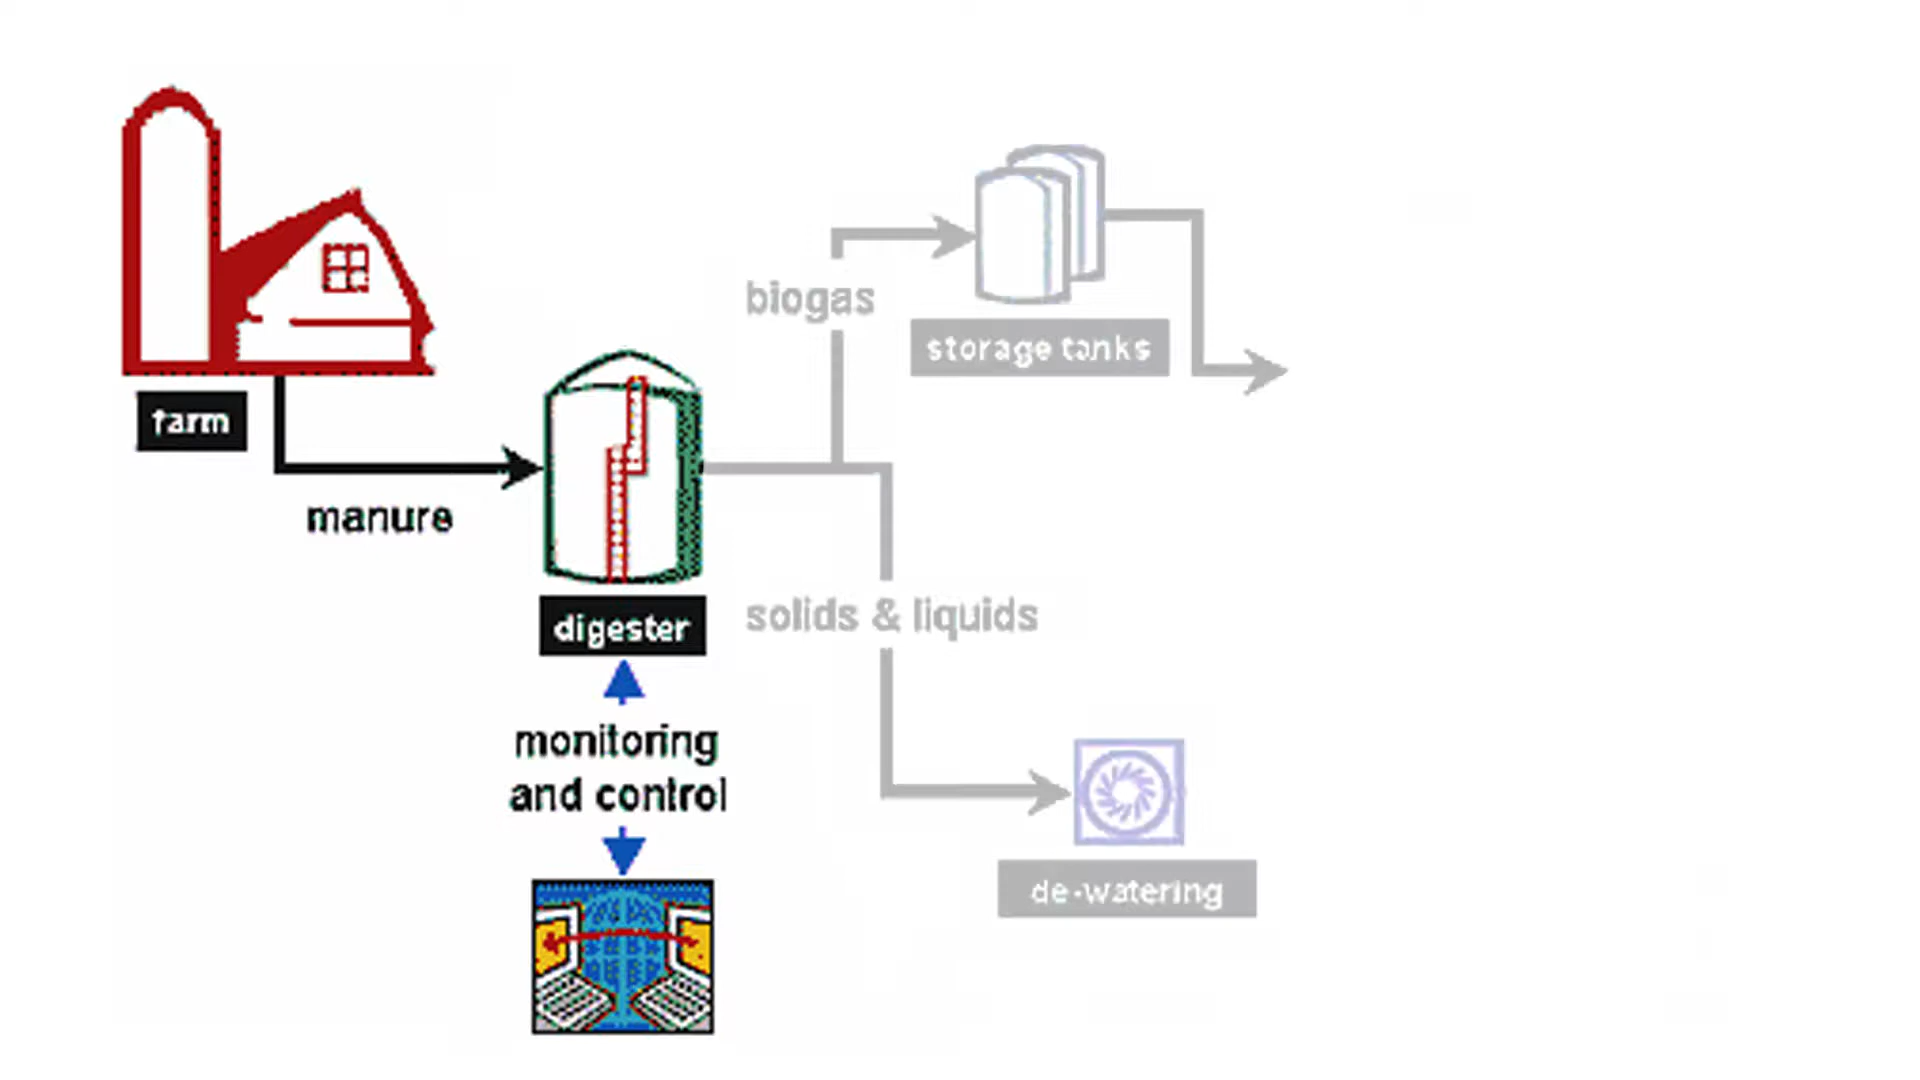 farm
manure
digester
monitoring
and control
biogas
storage tanks
solids & liquids
de-watering